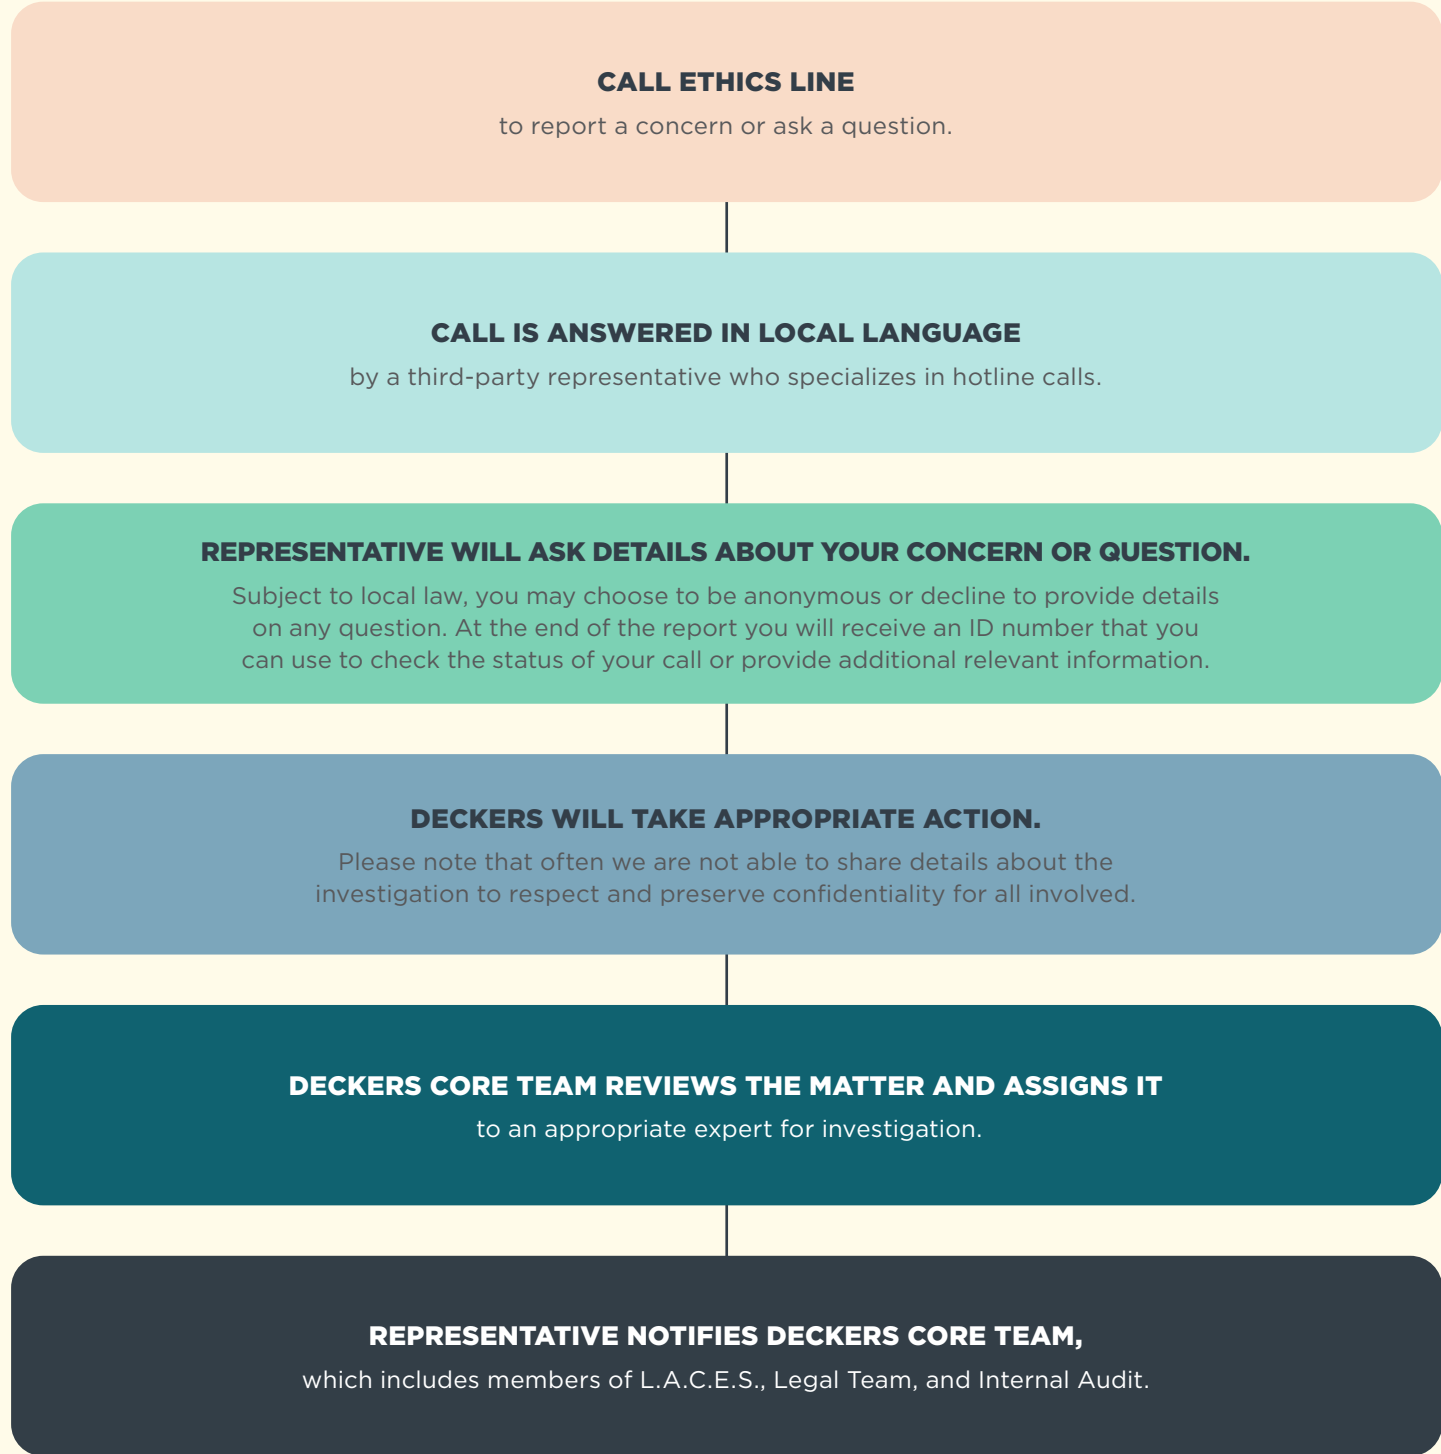 CALL ETHICS LINE
to report a concern or ask a question.
CALL IS ANSWERED IN LOCAL LANGUAGE
by a third-party representative who specializes in hotline calls.
REPRESENTATIVE WILL ASK DETAILS ABOUT YOUR CONCERN OR QUESTION.
Subject to local law, you may choose to be anonymous or decline to provide details
on any question. At the end of the report you will receive an ID number that you
can use to check the status of your call or provide additional relevant information.
DECKERS WILL TAKE APPROPRIATE ACTION.
Please note that often we are not able to share details about the
investigation to respect and preserve confidentiality for all involved.
DECKERS CORE TEAM REVIEWS THE MATTER AND ASSIGNS IT
to an appropriate expert for investigation.
REPRESENTATIVE NOTIFIES DECKERS CORE TEAM,
which includes members of L.A.C.E.S., Legal Team, and Internal Audit.